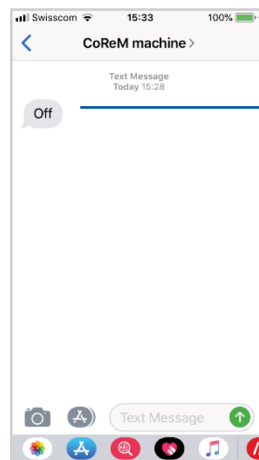 Swisscom 15:33 100%
CoReM machine >
Text Message
Today 15:28
Off
Text Message